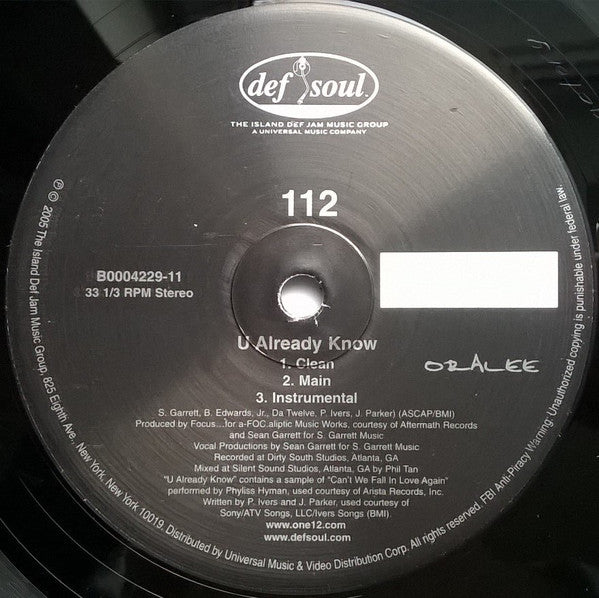 def soul
THE ISLAND DEF JAM MUSIC GROUP
A UNIVERSAL MUSIC COMPANY
112
B0004229-11
33 1/3 RPM Stereo
U Already Know
1. Clean
2. Main
3. Instrumental
ORALEE
S. Garrett, B. Edwards, Jr., Da Twelve, P. Ivers, J. Parker) (ASCAP/BMI)
Produced by Focus...for a-FOC.aliptic Music Works, courtesy of Aftermath Records
and Sean Garrett for S. Garrett Music
Vocal Productions by Sean Garrett for S. Garrett Music
Recorded at Dirty South Studios, Atlanta, GA
Mixed at Silent Sound Studios, Atlanta, GA by Phil Tan
"U Already Know" contains a sample of "Can't We Fall In Love Again"
performed by Phyliss Hyman, used courtesy of Arista Records, Inc.
Written by P. Ivers and J. Parker, used courtesy of
Sony/ATV Songs, LLC/Ivers Songs (BMI).
www.one12.com
www.defsoul.com
℗ © 2005 The Island Def Jam Music Group, 825 Eighth Ave., New York, New York 10019. Distributed by Universal Music & Video Distribution Corp. All rights reserved. FBI Anti-Piracy Warning: Unauthorized copying is punishable under federal law.